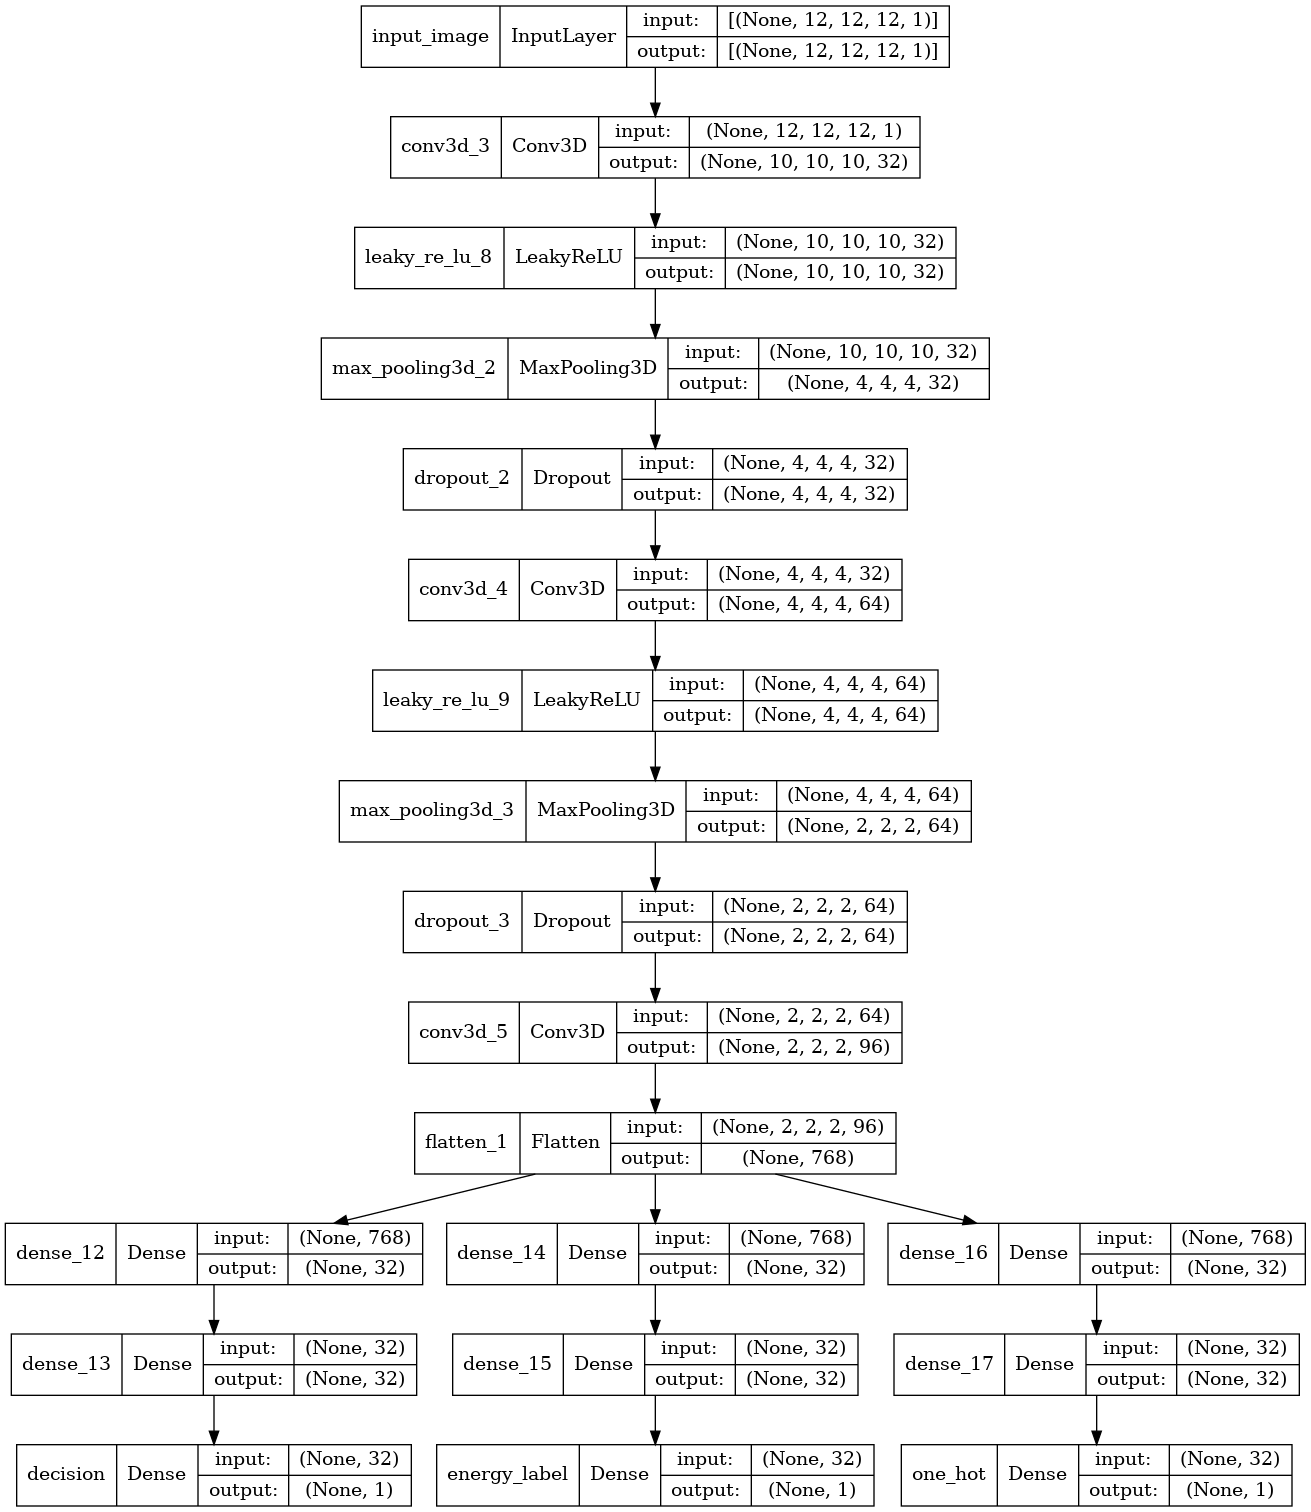 input_image InputLayer input: [(None, 12, 12, 12, 1)]
output: [(None, 12, 12, 12, 1)]
conv3d_3 Conv3D input: (None, 12, 12, 12, 1)
output: (None, 10, 10, 10, 32)
leaky_re_lu_8 LeakyReLU input: (None, 10, 10, 10, 32)
output: (None, 10, 10, 10, 32)
max_pooling3d_2 MaxPooling3D input: (None, 10, 10, 10, 32)
output: (None, 4, 4, 4, 32)
dropout_2 Dropout input: (None, 4, 4, 4, 32)
output: (None, 4, 4, 4, 32)
conv3d_4 Conv3D input: (None, 4, 4, 4, 32)
output: (None, 4, 4, 4, 64)
leaky_re_lu_9 LeakyReLU input: (None, 4, 4, 4, 64)
output: (None, 4, 4, 4, 64)
max_pooling3d_3 MaxPooling3D input: (None, 4, 4, 4, 64)
output: (None, 2, 2, 2, 64)
dropout_3 Dropout input: (None, 2, 2, 2, 64)
output: (None, 2, 2, 2, 64)
conv3d_5 Conv3D input: (None, 2, 2, 2, 64)
output: (None, 2, 2, 2, 96)
flatten_1 Flatten input: (None, 2, 2, 2, 96)
output: (None, 768)
dense_12 Dense input: (None, 768)
output: (None, 32)
dense_14 Dense input: (None, 768)
output: (None, 32)
dense_16 Dense input: (None, 768)
output: (None, 32)
dense_13 Dense input: (None, 32)
output: (None, 32)
dense_15 Dense input: (None, 32)
output: (None, 32)
dense_17 Dense input: (None, 32)
output: (None, 32)
decision Dense input: (None, 32)
output: (None, 1)
energy_label Dense input: (None, 32)
output: (None, 1)
one_hot Dense input: (None, 32)
output: (None, 1)